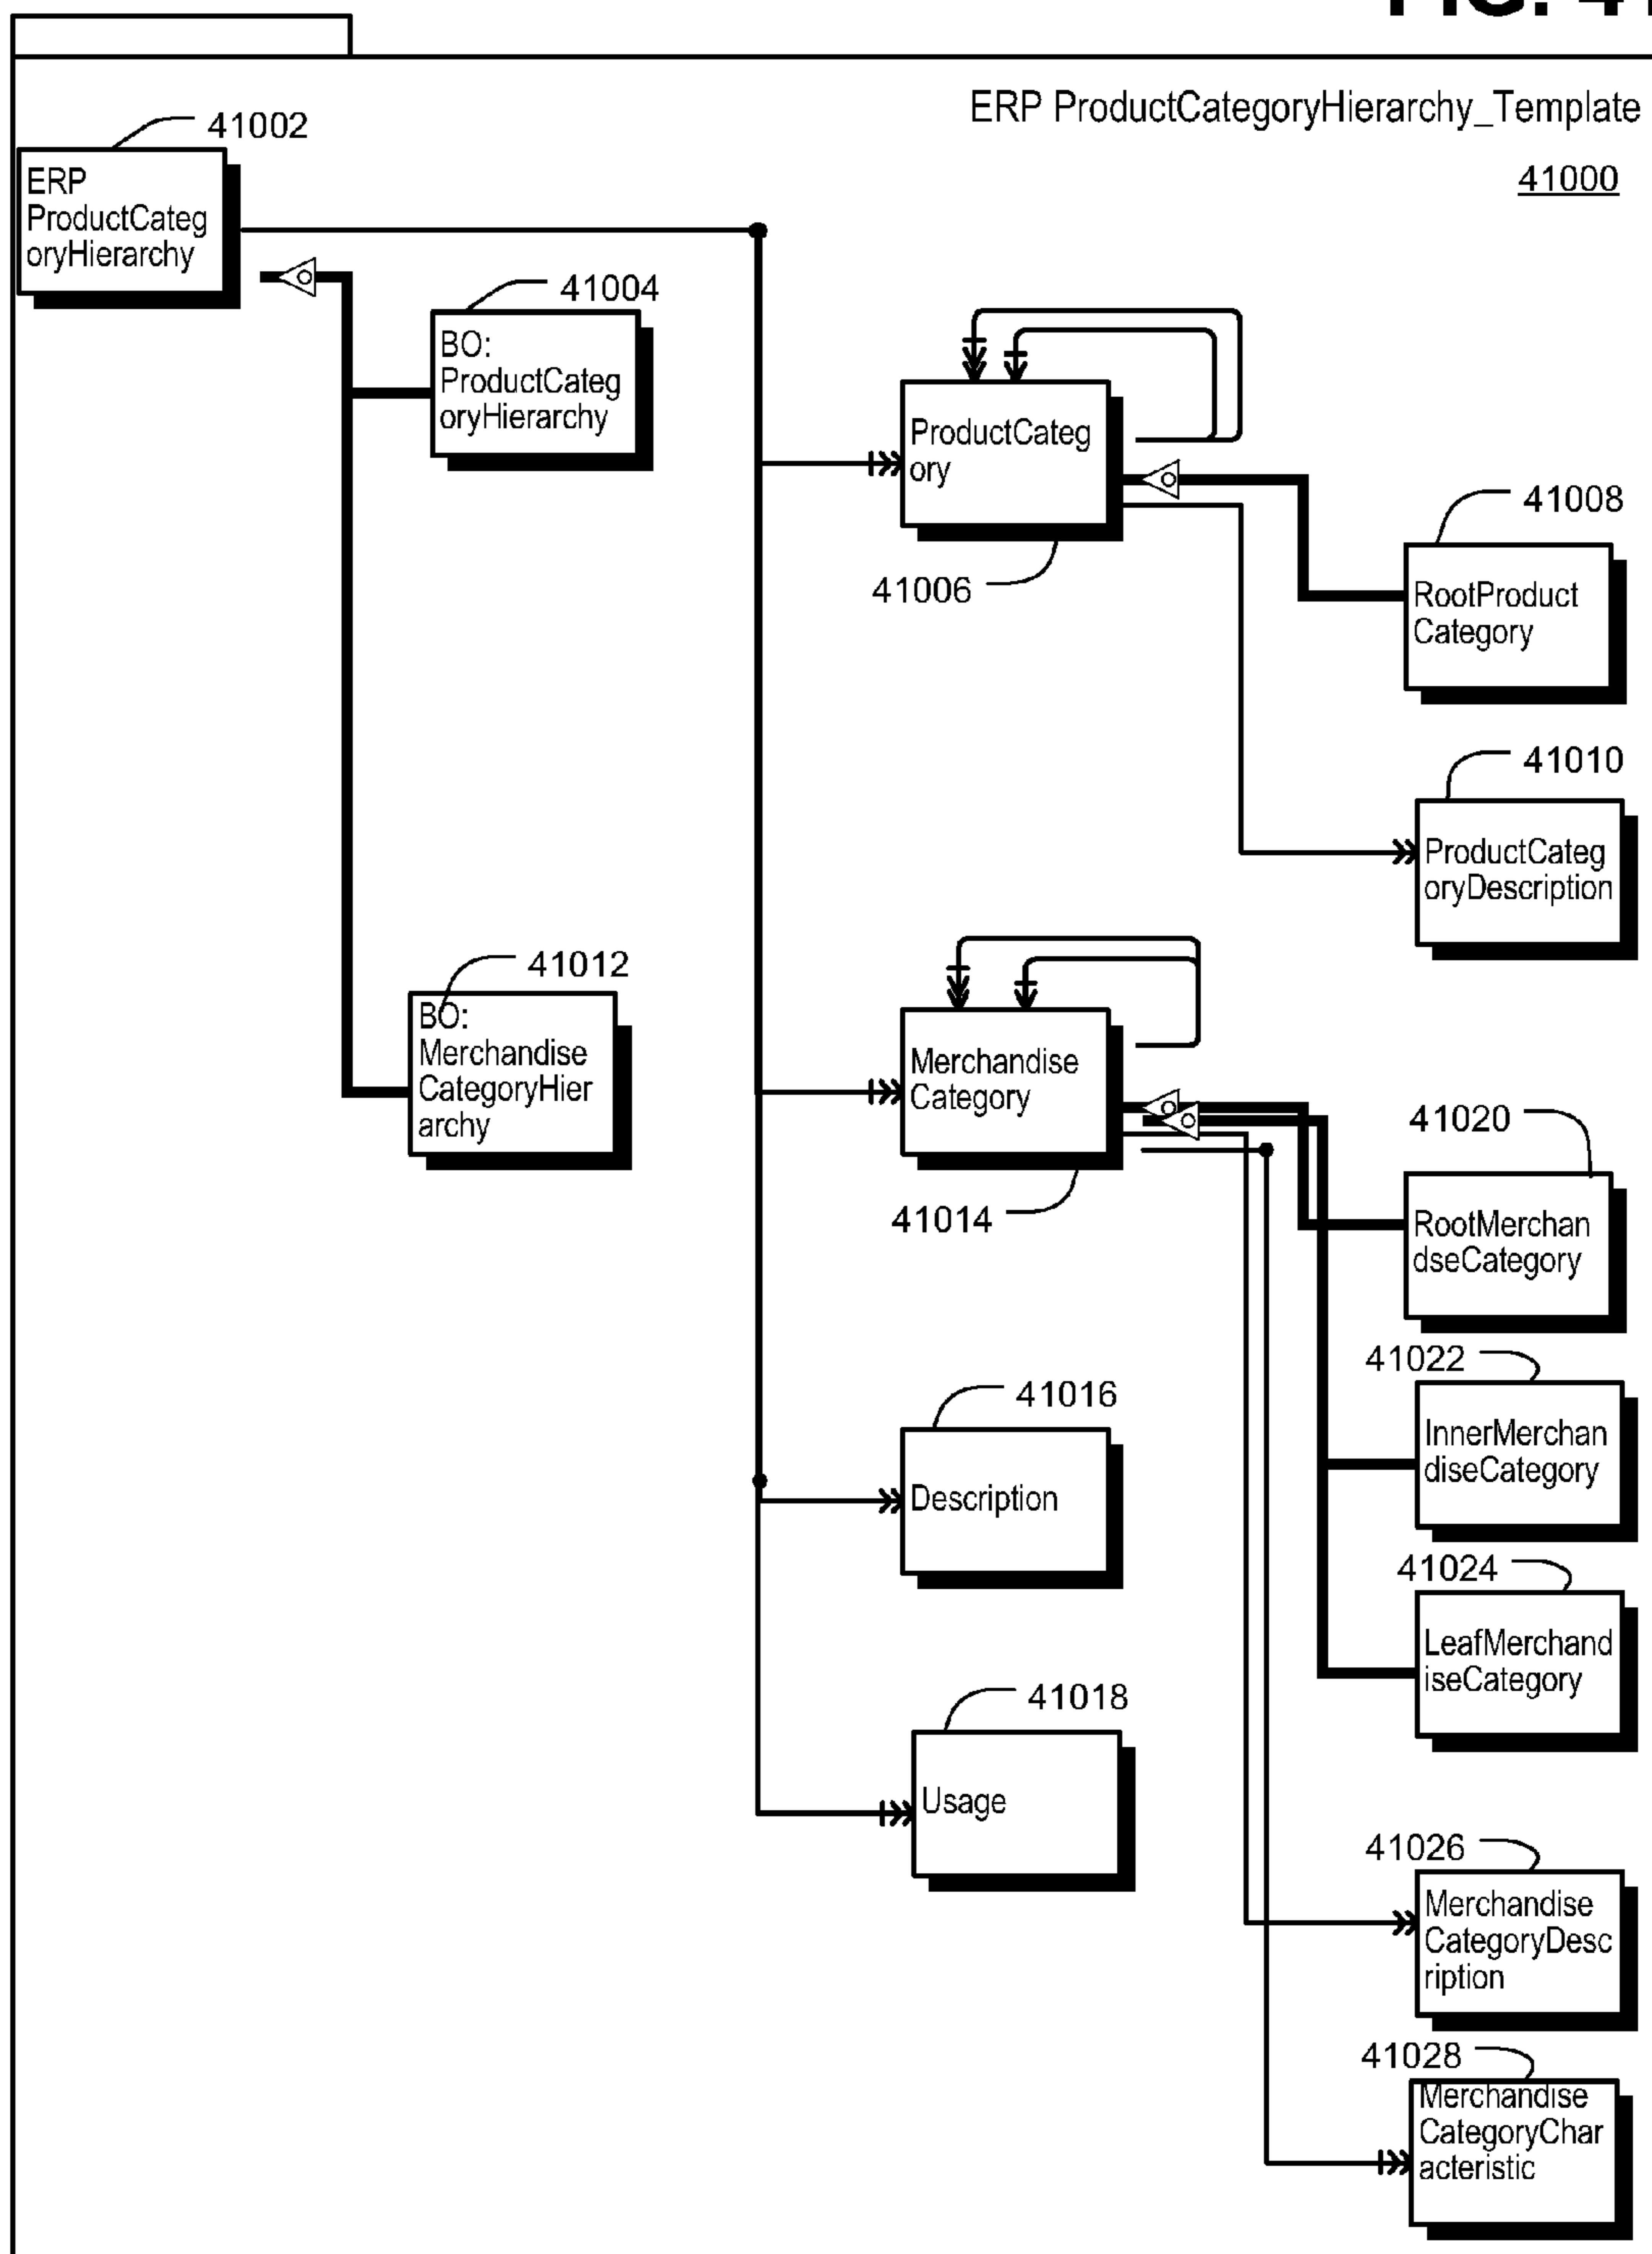 FIG. 41
ERP ProductCategoryHierarchy_Template
41000
41002
ERP
ProductCateg
oryHierarchy
41004
BO:
ProductCateg
oryHierarchy
ProductCateg
ory
41006
41008
RootProduct
Category
41010
ProductCateg
oryDescription
41012
BO:
Merchandise
CategoryHier
archy
Merchandise
Category
41014
41020
RootMerchan
dseCategory
41022
InnerMerchan
diseCategory
41016
Description
41024
LeafMerchand
iseCategory
41018
Usage
41026
Merchandise
CategoryDesc
ription
41028
Merchandise
CategoryChar
acteristic